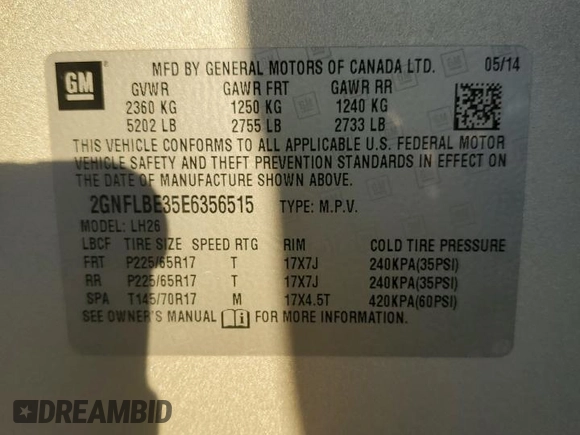 GM
MFD BY GENERAL MOTORS OF CANADA LTD. 05/14
GVWR GAWR FRT GAWR RR
2360 KG 1250 KG 1240 KG
5202 LB 2755 LB 2733 LB
THIS VEHICLE CONFORMS TO ALL APPLICABLE U.S. FEDERAL MOTOR
VEHICLE SAFETY AND THEFT PREVENTION STANDARDS IN EFFECT ON
THE DATE OF MANUFACTURE SHOWN ABOVE.
2GNFLBE35E6356515 TYPE: M.P.V.
MODEL: LH26
LBCF TIRE SIZE SPEED RTG RIM COLD TIRE PRESSURE
FRT P225/65R17 T 17X7J 240KPA(35PSI)
RR P225/65R17 T 17X7J 240KPA(35PSI)
SPA T145/70R17 M 17X4.5T 420KPA(60PSI)
SEE OWNER'S MANUAL FOR MORE INFORMATION.
DREAMBID